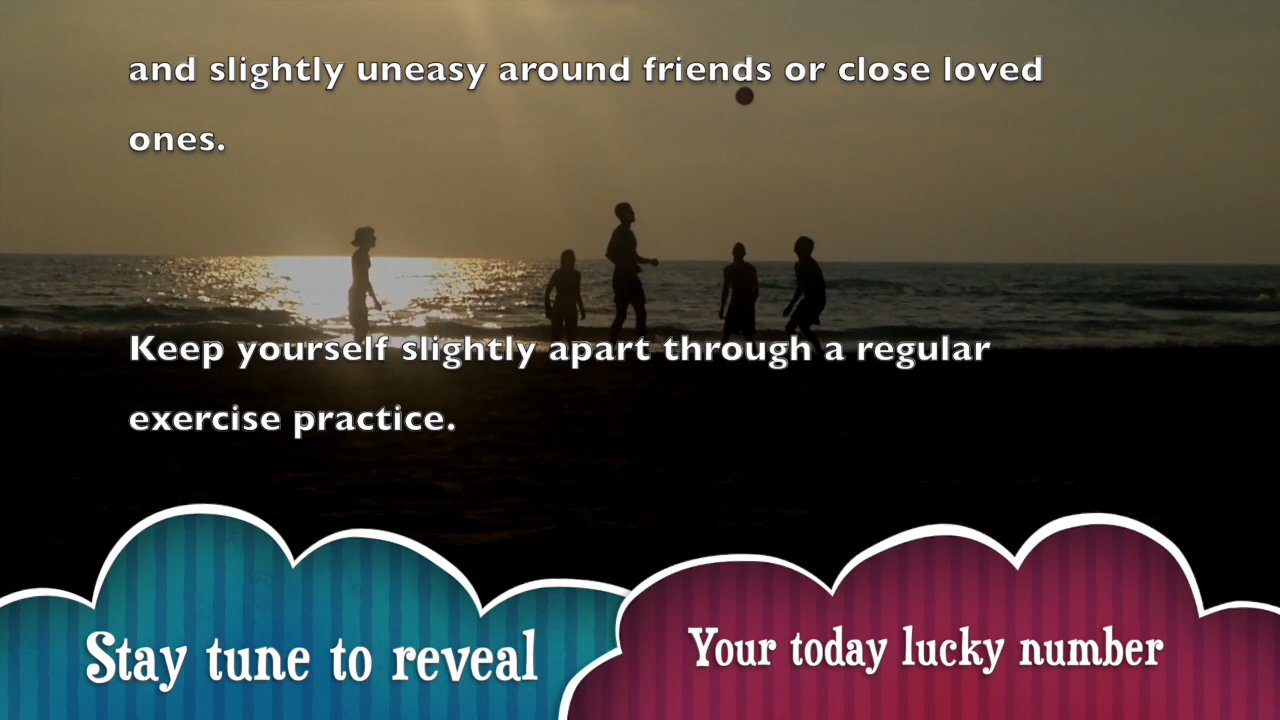 and slightly uneasy around friends or close loved
ones.
Keep yourself slightly apart through a regular
exercise practice.
Stay tune to reveal
Your today lucky number